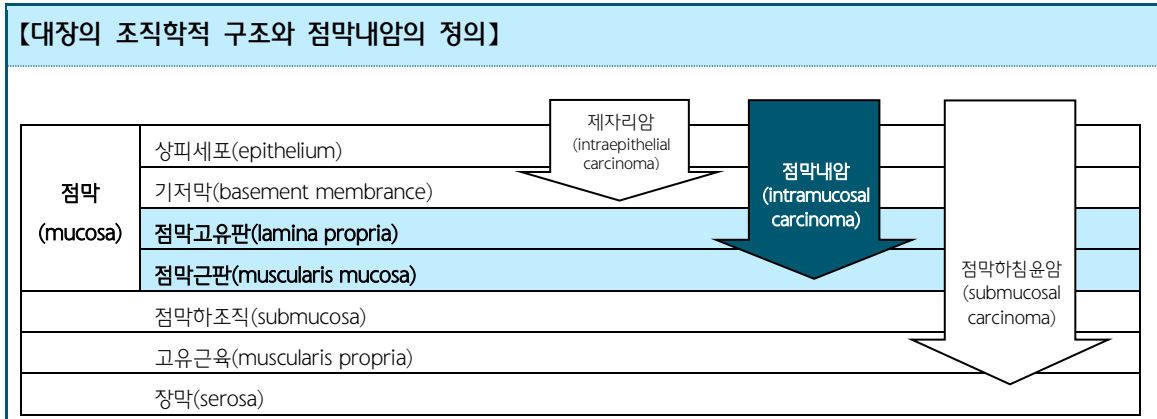 【대장의 조직학적 구조와 점막내암의 정의】
점막
(mucosa)
상피세포(epithelium)
기저막(basement membrance)
점막고유판(lamina propria)
점막근판(muscularis mucosa)
점막하조직(submucosa)
고유근육(muscularis propria)
장막(serosa)
제자리암
(intraepithelial
carcinoma)
점막내암
(intramucosal
carcinoma)
점막하침윤암
(submucosal
carcinoma)